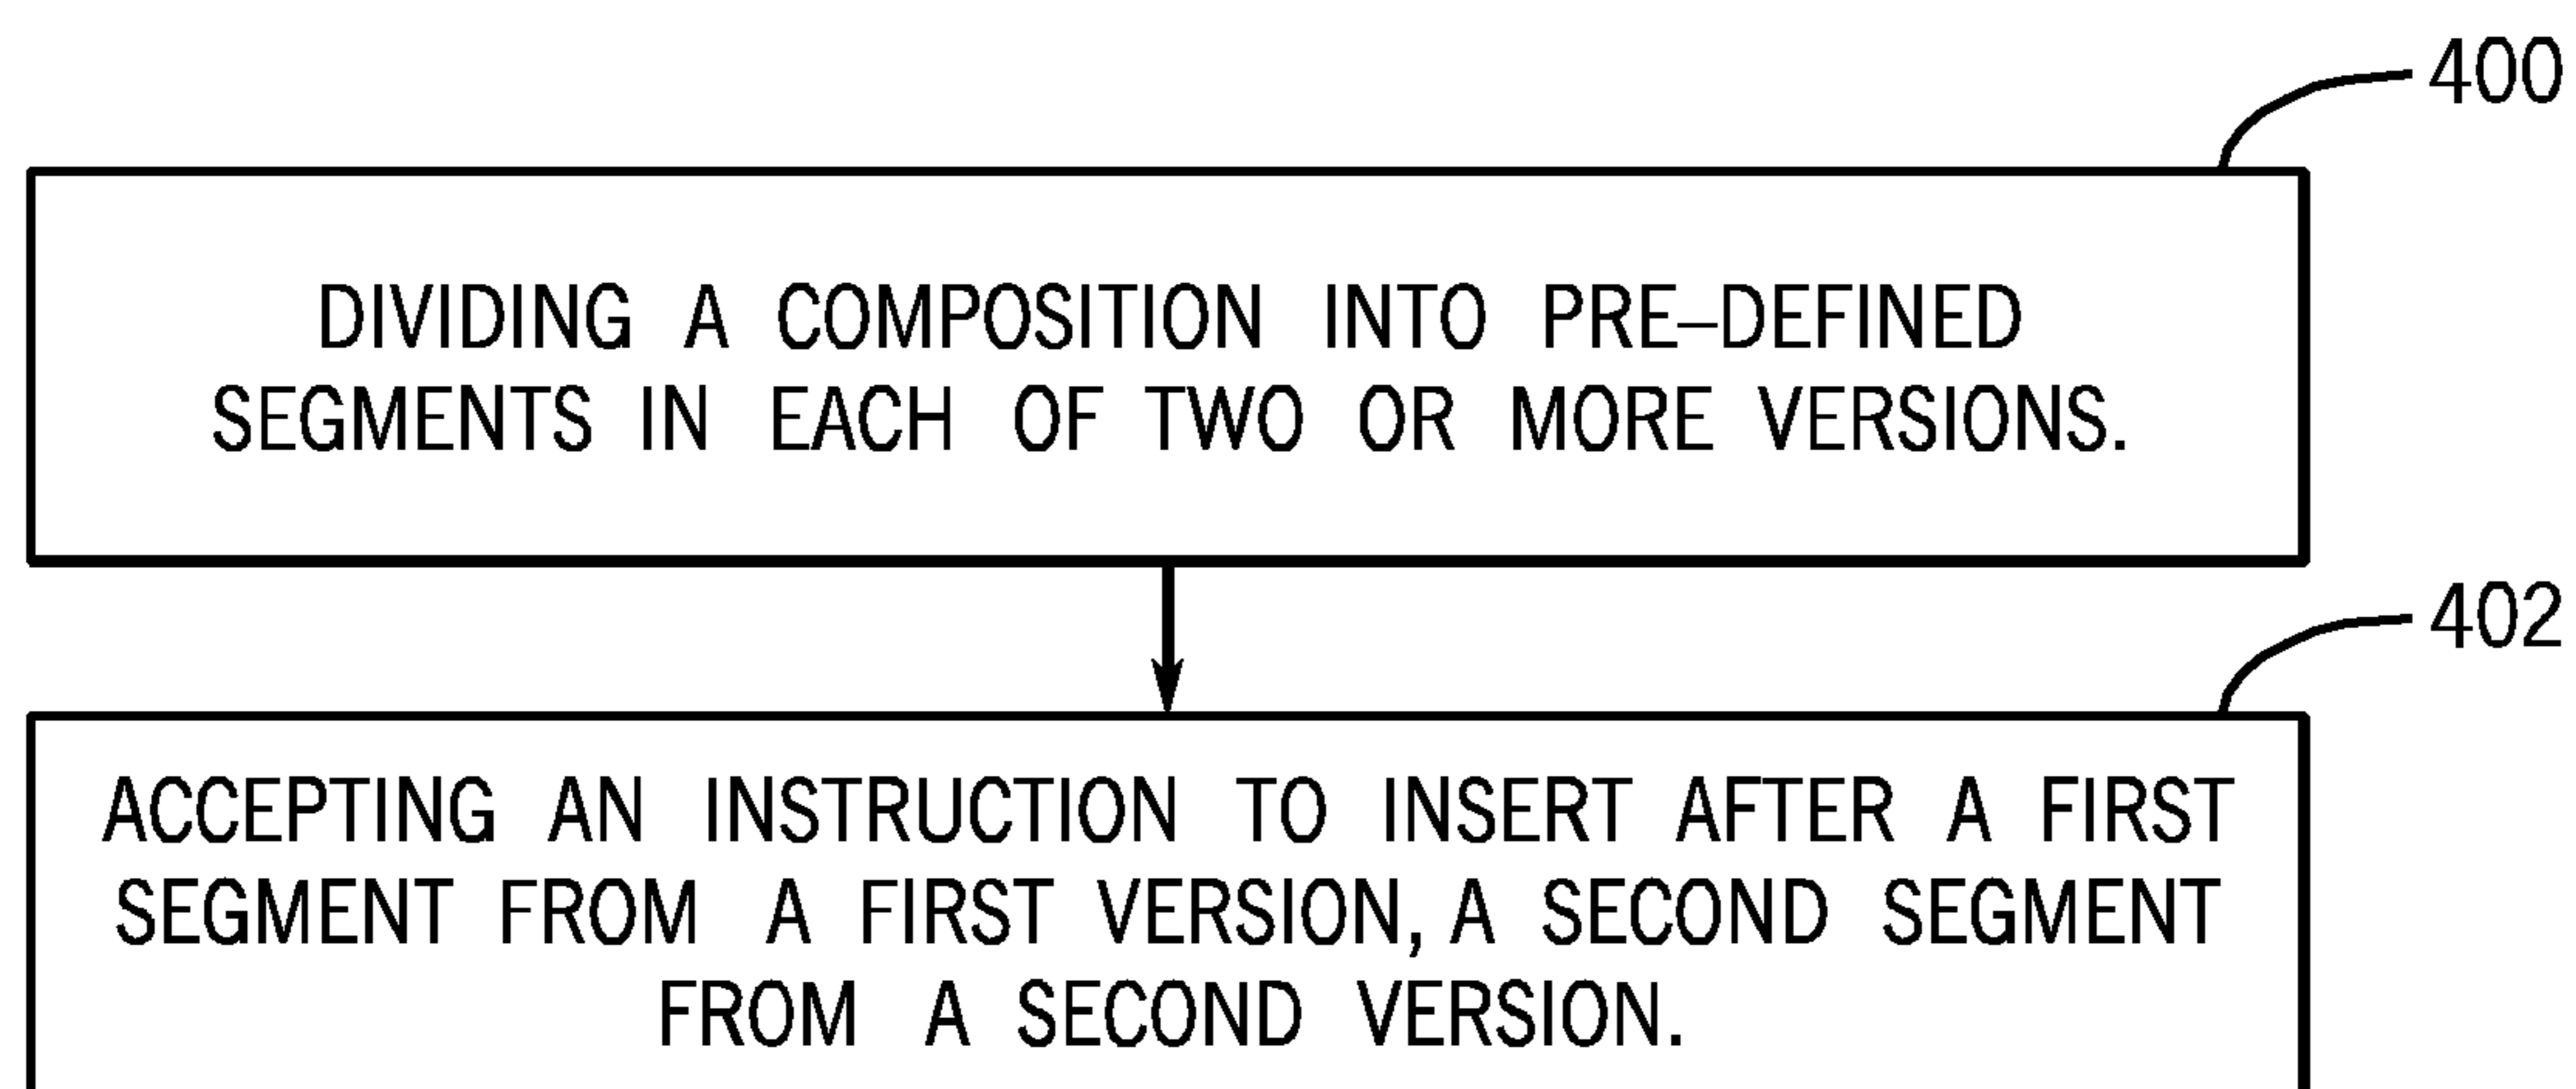 400
DIVIDING A COMPOSITION INTO PRE–DEFINED
SEGMENTS IN EACH OF TWO OR MORE VERSIONS.
402
ACCEPTING AN INSTRUCTION TO INSERT AFTER A FIRST
SEGMENT FROM A FIRST VERSION, A SECOND SEGMENT
FROM A SECOND VERSION.